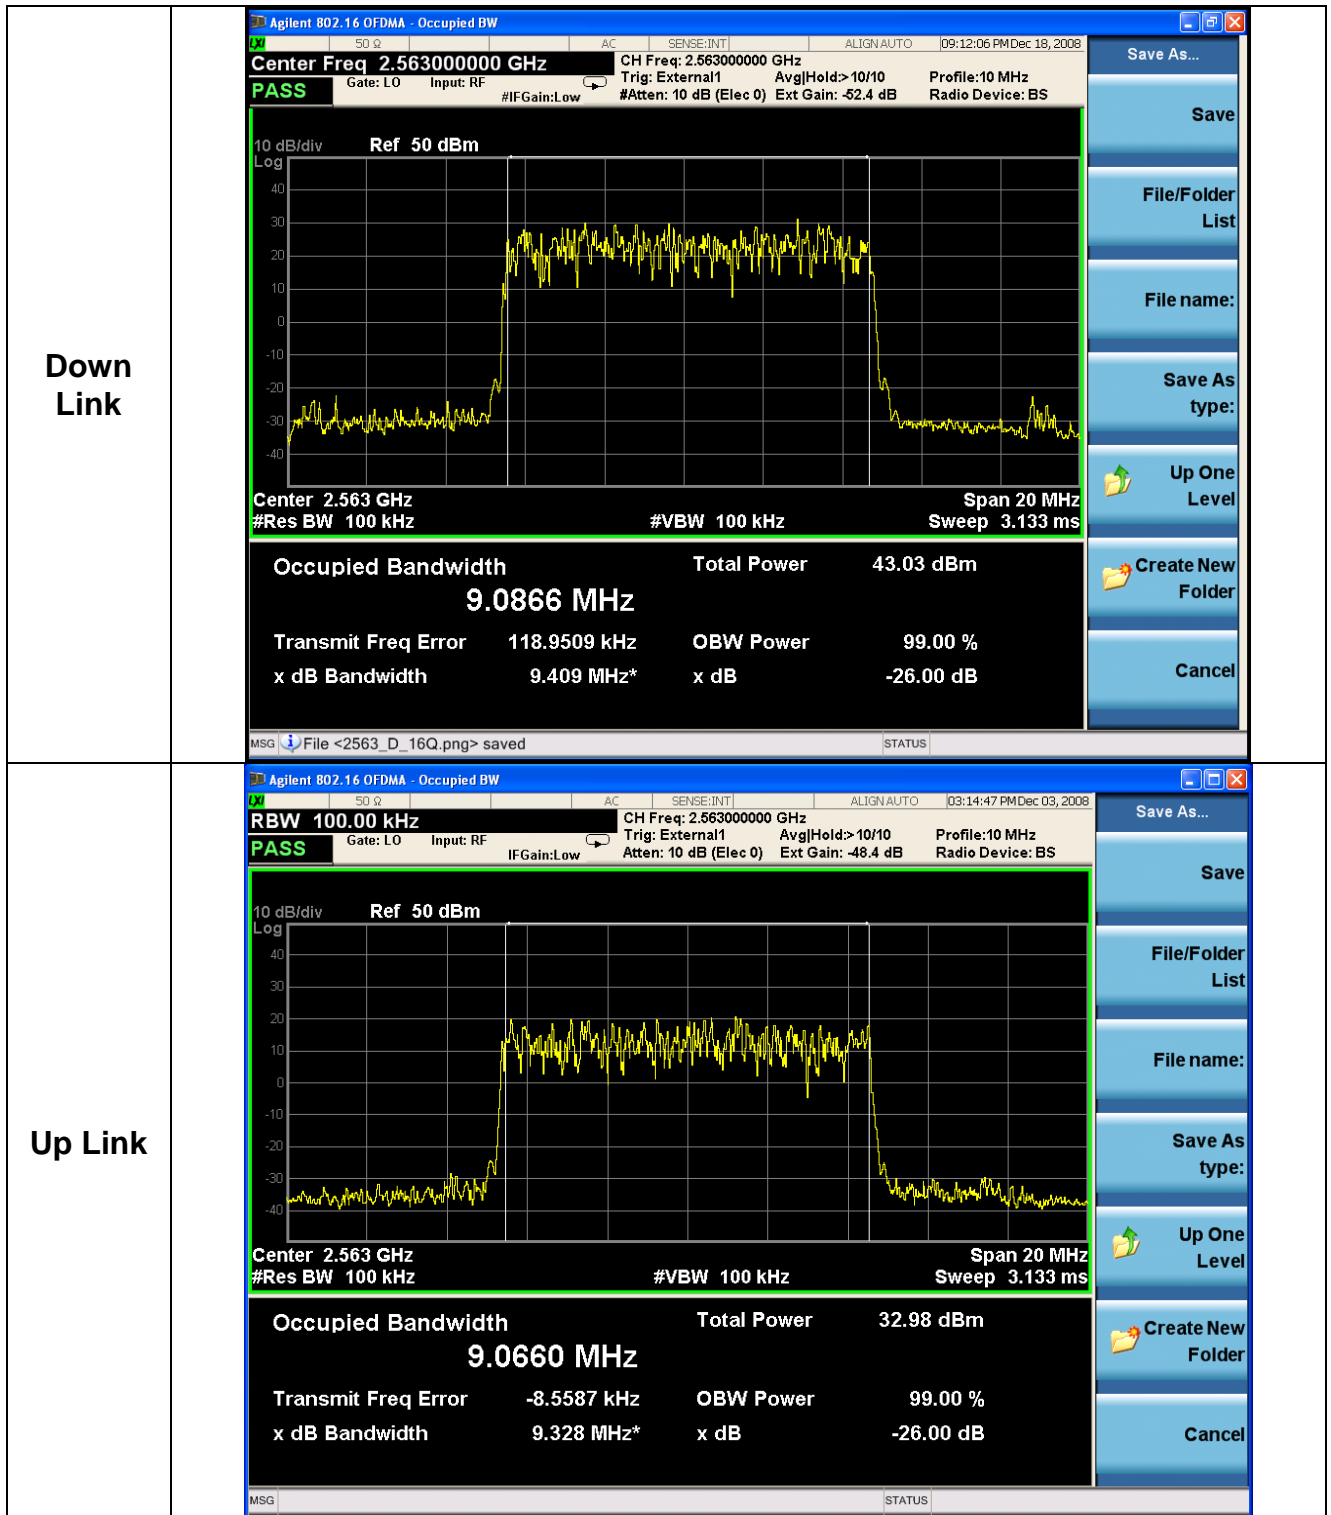 Down
Link
Agilent 802.16 OFDMA - Occupied BW
LXI 50 Ω AC SENSE:INT ALIGN AUTO 09:12:06 PM Dec 18, 2008
Center Freq 2.563000000 GHz
PASS
Gate: LO Input: RF
#IFGain:Low
CH Freq: 2.563000000 GHz
Trig: External1 Avg|Hold:>10/10 Profile:10 MHz
#Atten: 10 dB (Elec 0) Ext Gain: -52.4 dB Radio Device: BS
10 dB/div Ref 50 dBm
Log
40
30
20
10
0
-10
-20
-30
-40
Center 2.563 GHz Span 20 MHz
#Res BW 100 kHz #VBW 100 kHz Sweep 3.133 ms
Occupied Bandwidth Total Power 43.03 dBm
9.0866 MHz
Transmit Freq Error 118.9509 kHz OBW Power 99.00 %
x dB Bandwidth 9.409 MHz* x dB -26.00 dB
MSG File <2563_D_16Q.png> saved STATUS
Save As...
Save
File/Folder
List
File name:
Save As
type:
Up One
Level
Create New
Folder
Cancel
Up Link
Agilent 802.16 OFDMA - Occupied BW
LXI 50 Ω AC SENSE:INT ALIGN AUTO 03:14:47 PM Dec 03, 2008
RBW 100.00 kHz
PASS
Gate: LO Input: RF
IFGain:Low
CH Freq: 2.563000000 GHz
Trig: External1 Avg|Hold:>10/10 Profile:10 MHz
Atten: 10 dB (Elec 0) Ext Gain: -48.4 dB Radio Device: BS
10 dB/div Ref 50 dBm
Log
40
30
20
10
0
-10
-20
-30
-40
Center 2.563 GHz Span 20 MHz
#Res BW 100 kHz #VBW 100 kHz Sweep 3.133 ms
Occupied Bandwidth Total Power 32.98 dBm
9.0660 MHz
Transmit Freq Error -8.5587 kHz OBW Power 99.00 %
x dB Bandwidth 9.328 MHz* x dB -26.00 dB
MSG STATUS
Save As...
Save
File/Folder
List
File name:
Save As
type:
Up One
Level
Create New
Folder
Cancel